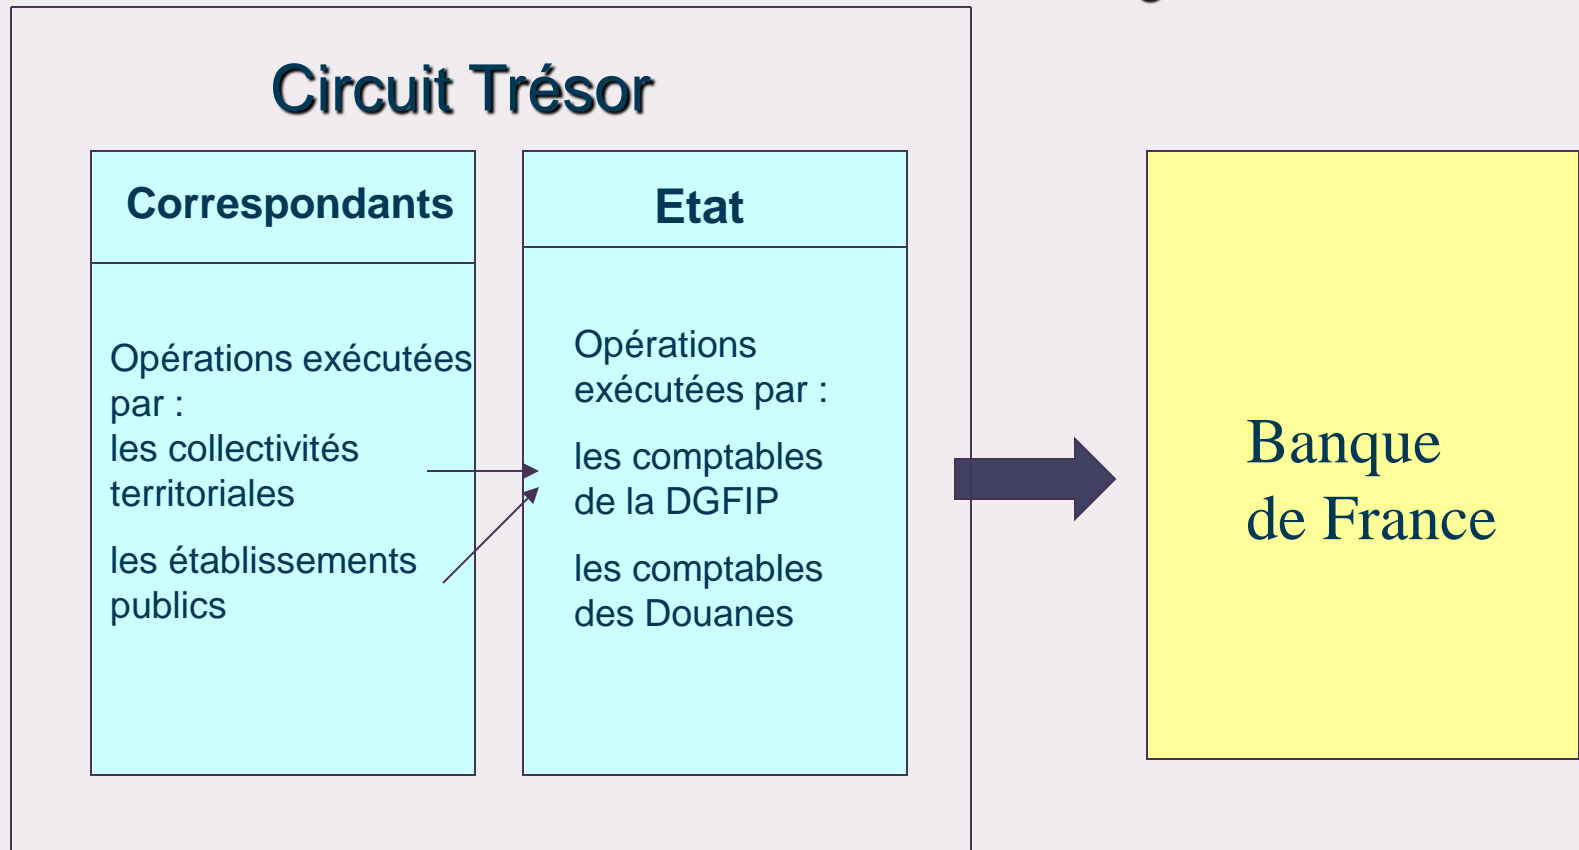 Circuit Trésor
Correspondants
Opérations exécutées
par :
les collectivités
territoriales
les établissements
publics
Etat
Opérations
exécutées par :
les comptables
de la DGFIP
les comptables
des Douanes
Banque
de France